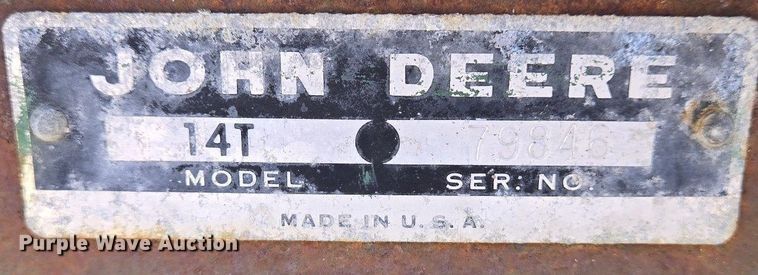 JOHN DEERE
14T 79846
MODEL SER. NO.
MADE IN U.S.A.
Purple Wave Auction